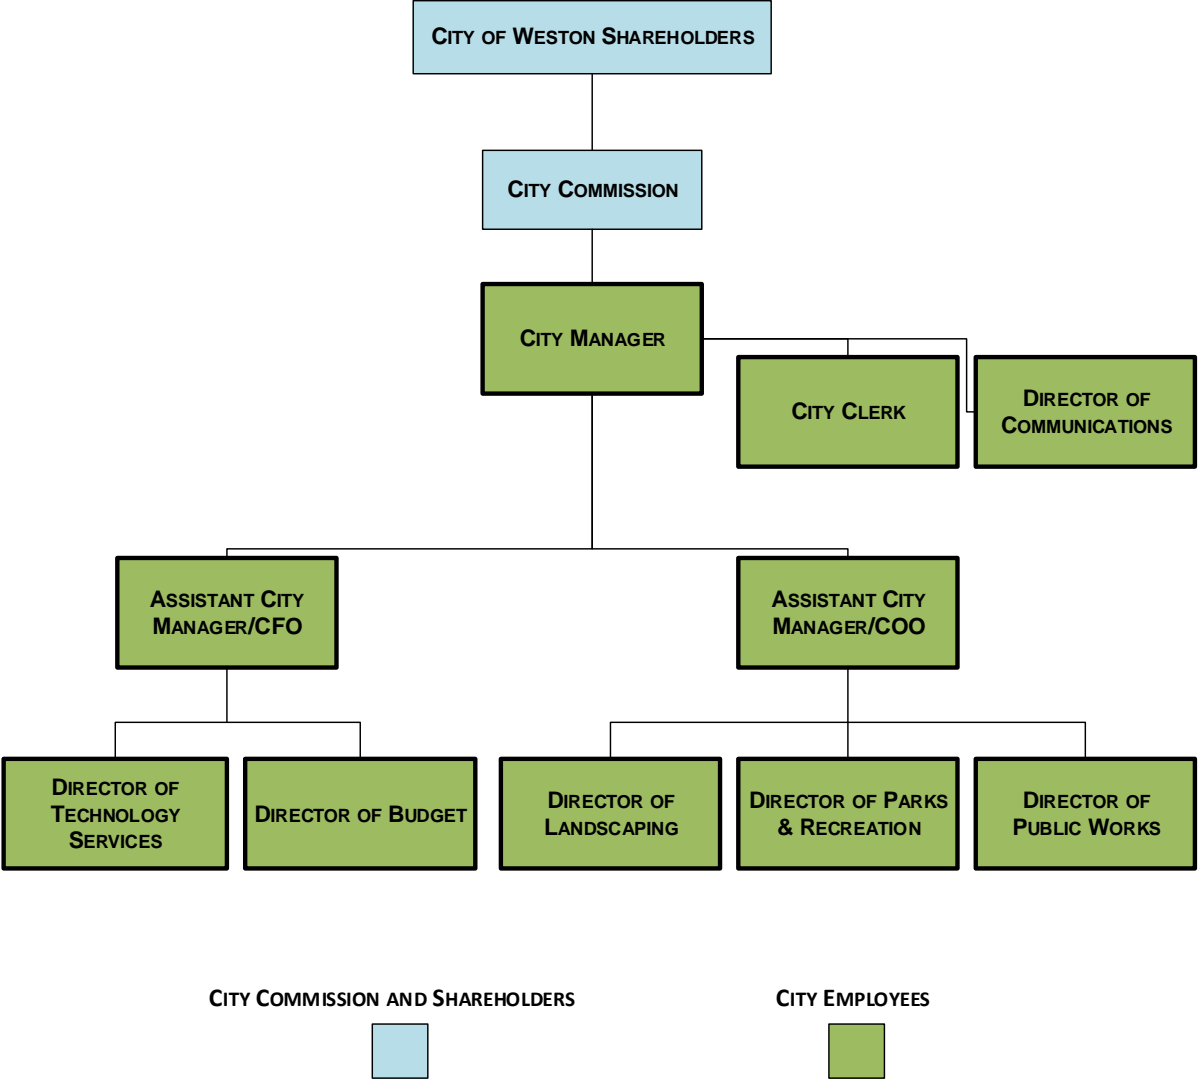 CITY OF WESTON SHAREHOLDERS
CITY COMMISSION
CITY MANAGER
CITY CLERK
DIRECTOR OF
COMMUNICATIONS
ASSISTANT CITY
MANAGER/CFO
ASSISTANT CITY
MANAGER/COO
DIRECTOR OF
TECHNOLOGY
SERVICES
DIRECTOR OF BUDGET
DIRECTOR OF
LANDSCAPING
DIRECTOR OF PARKS
& RECREATION
DIRECTOR OF
PUBLIC WORKS
CITY COMMISSION AND SHAREHOLDERS
CITY EMPLOYEES